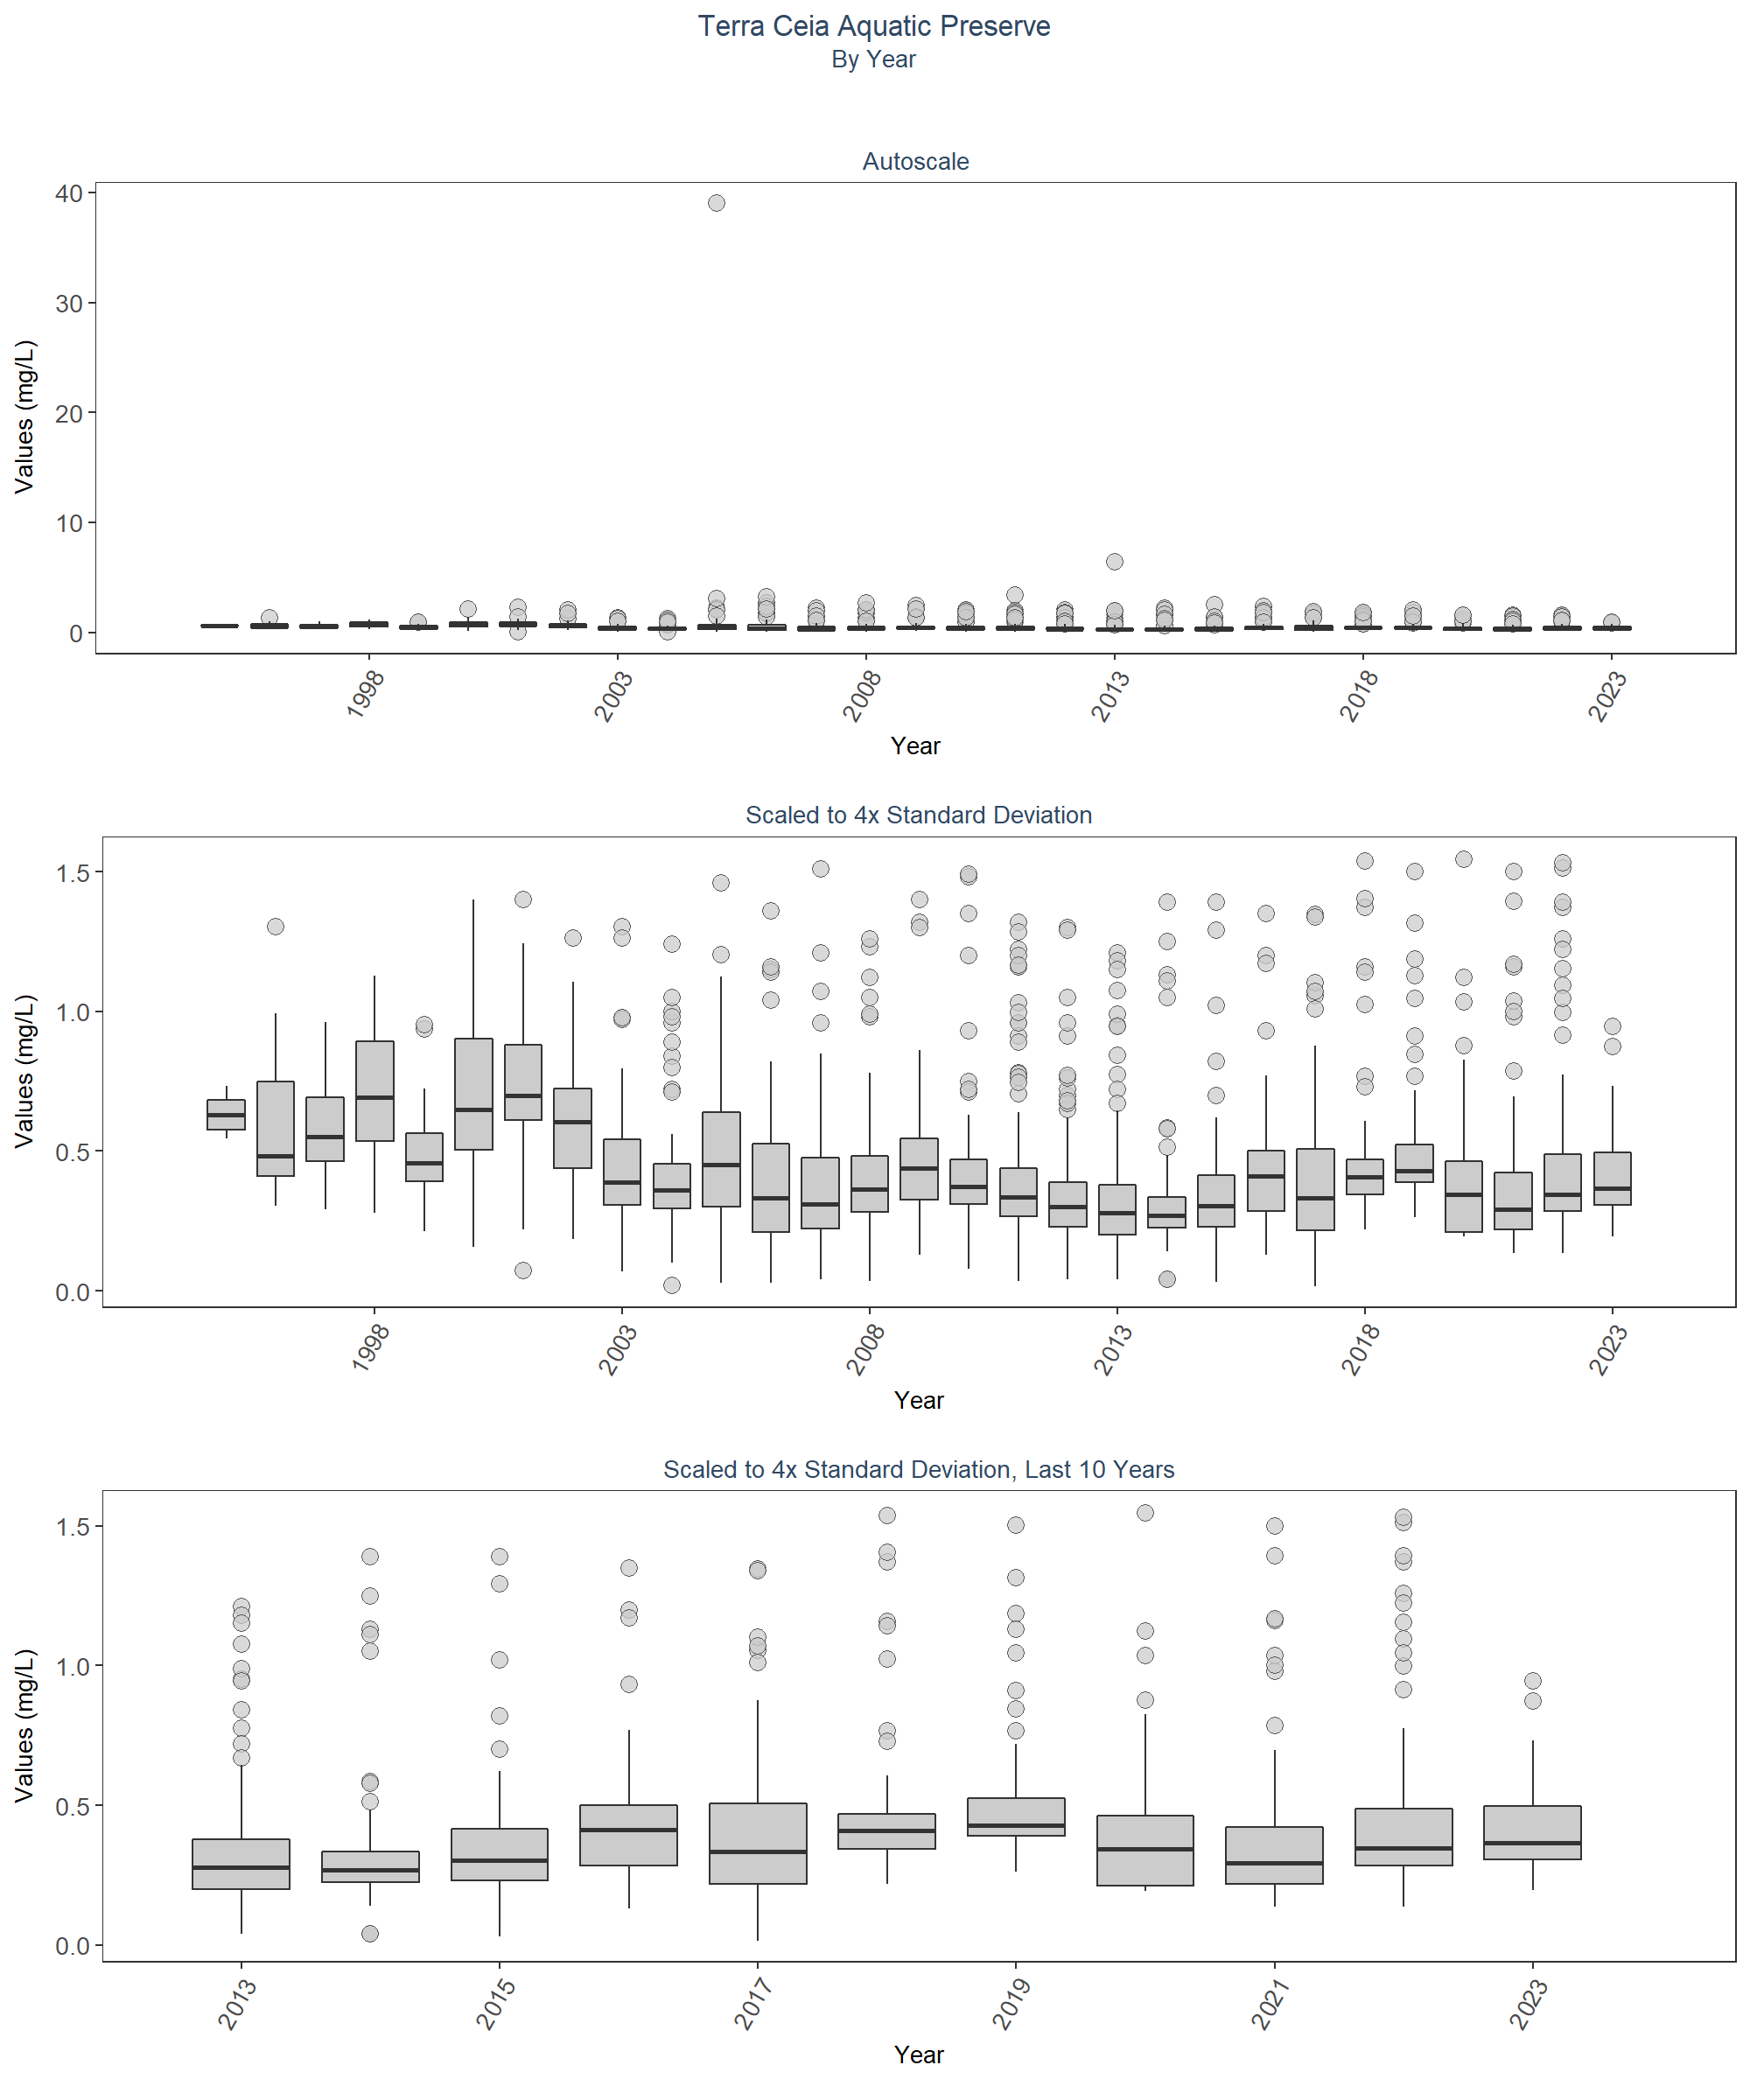 Terra Ceia Aquatic Preserve
By Year
Autoscale
Values (mg/L)
40
30
20
10
0
1998 2003 2008 2013 2018 2023
Year
Scaled to 4x Standard Deviation
Values (mg/L)
1.5
1.0
0.5
0.0
1998 2003 2008 2013 2018 2023
Year
Scaled to 4x Standard Deviation, Last 10 Years
Values (mg/L)
1.5
1.0
0.5
0.0
2013 2015 2017 2019 2021 2023
Year